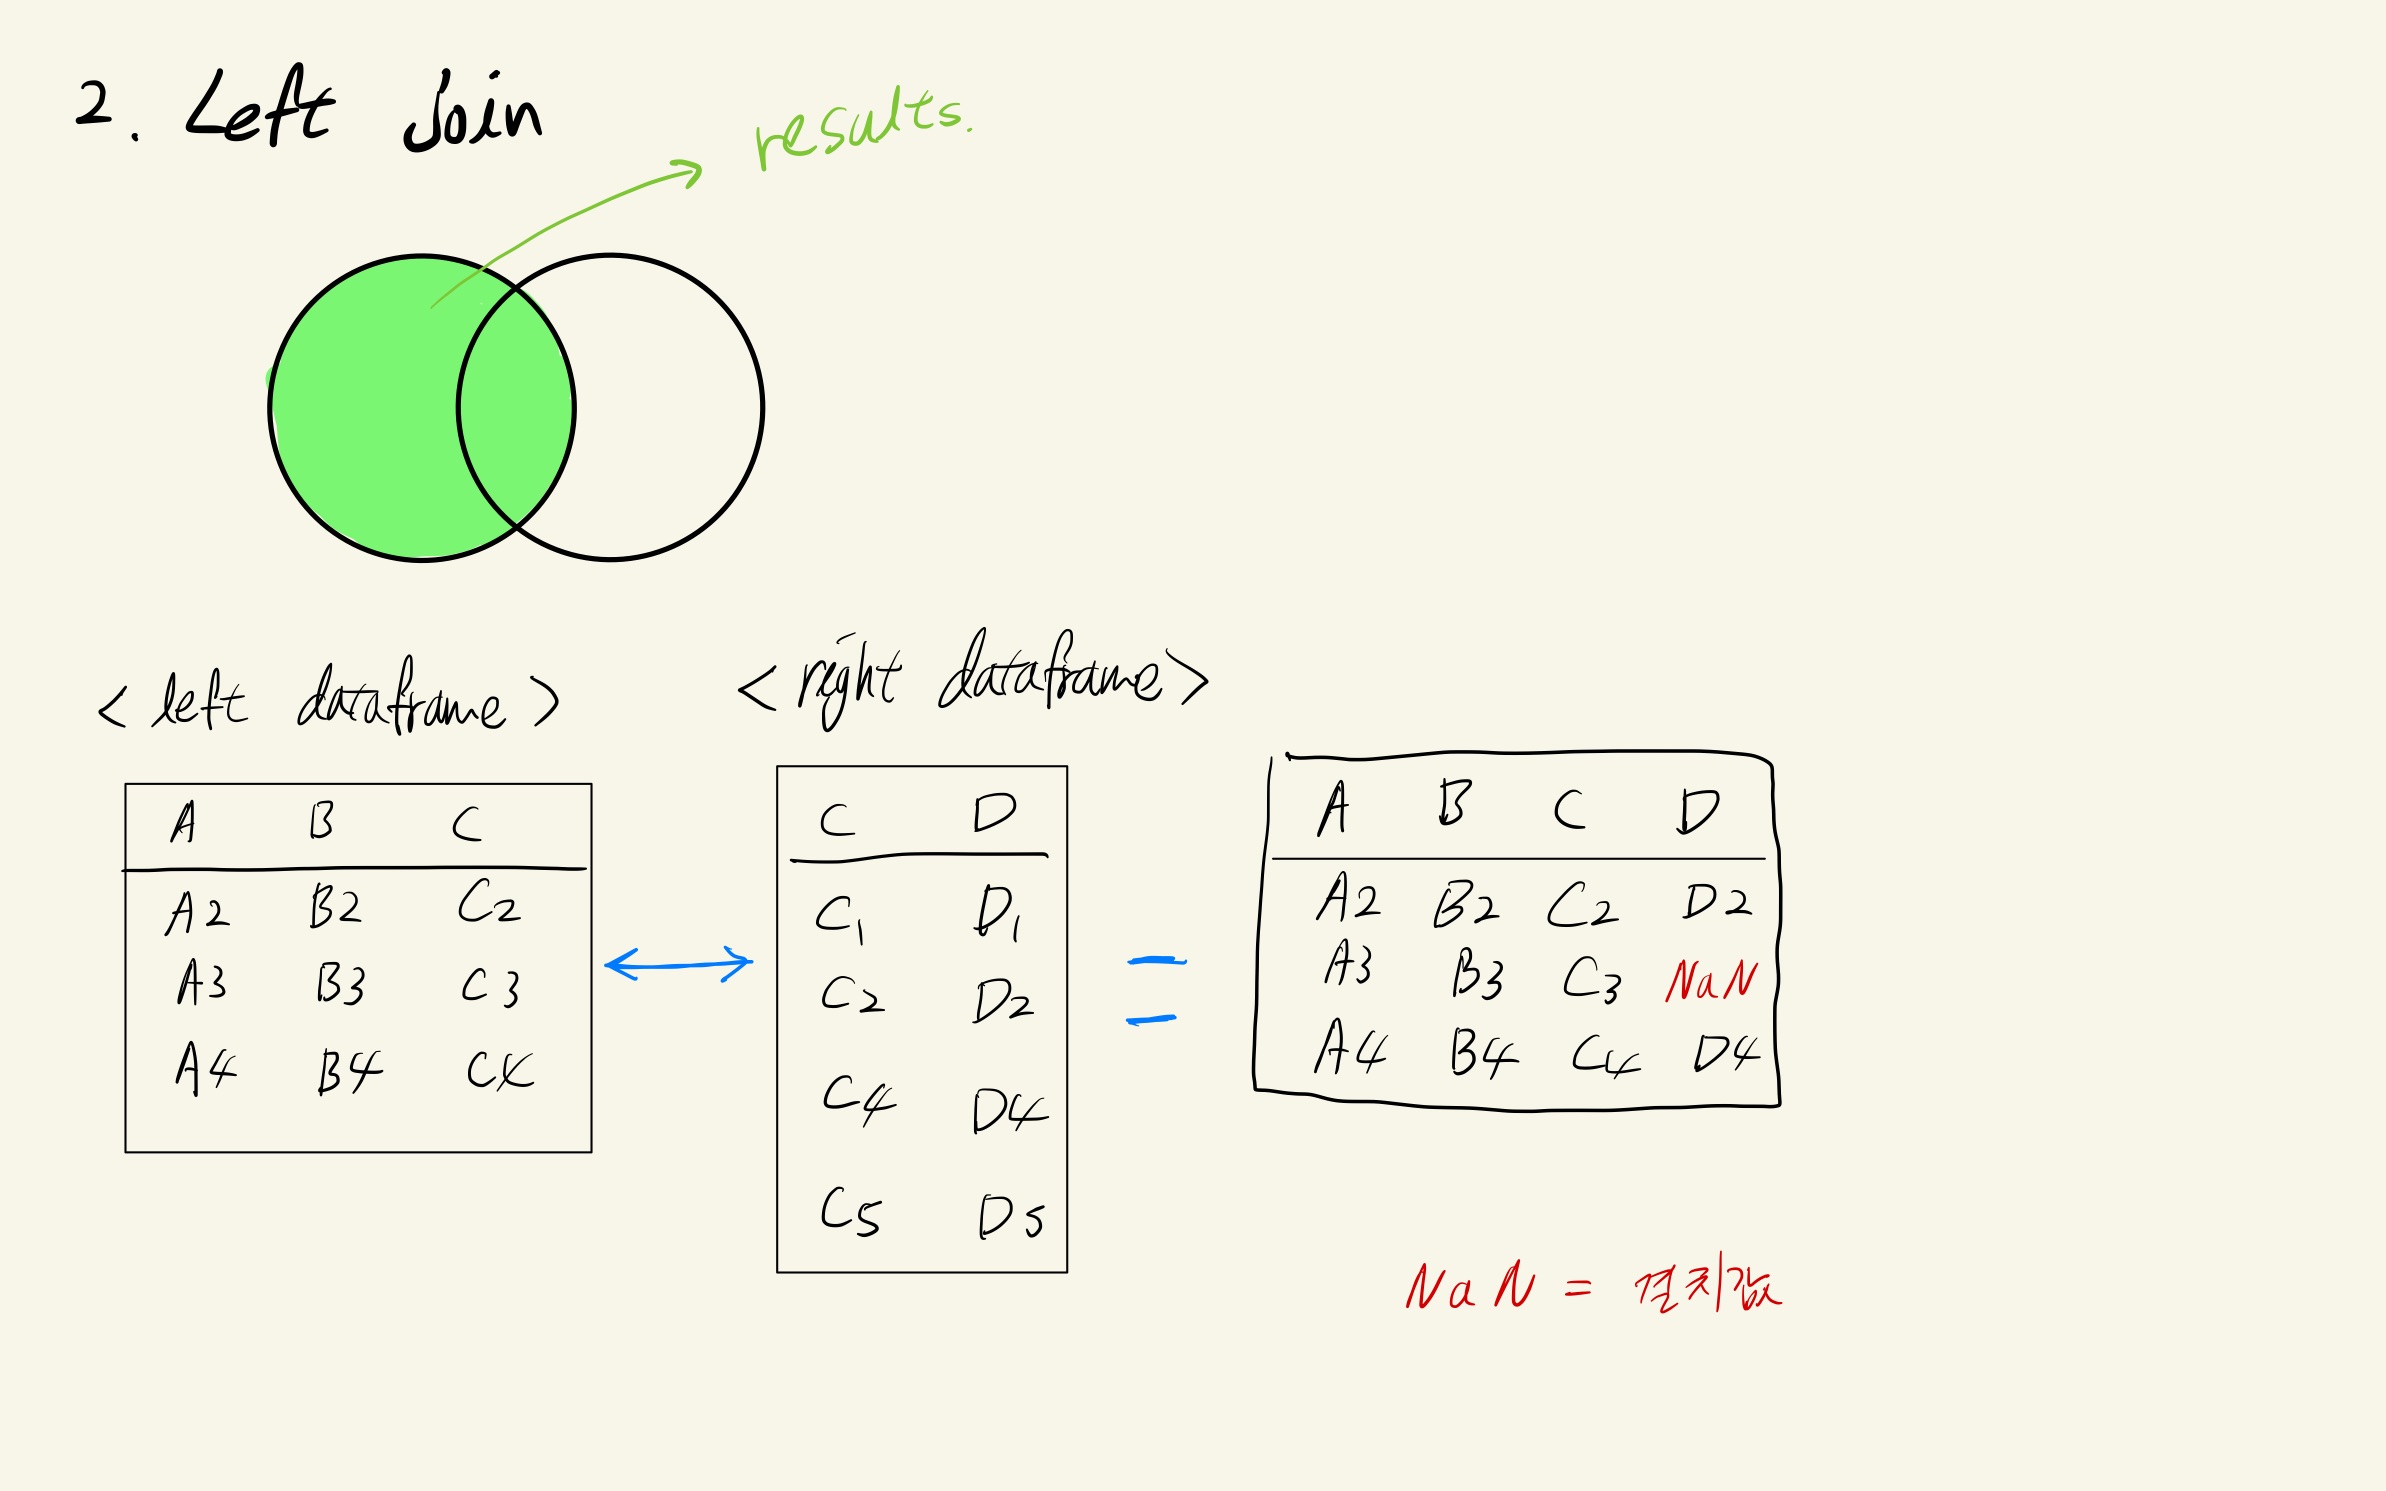 2. Left Join
results.
< left dataframe >
< right dataframe >
A B C
A2 B2 C2
A3 B3 C3
A4 B4 C4
C D
C1 D1
C2 D2
C4 D4
C5 D5
=
A B C D
A2 B2 C2 D2
A3 B3 C3 NaN
A4 B4 C4 D4
NaN = 결치값